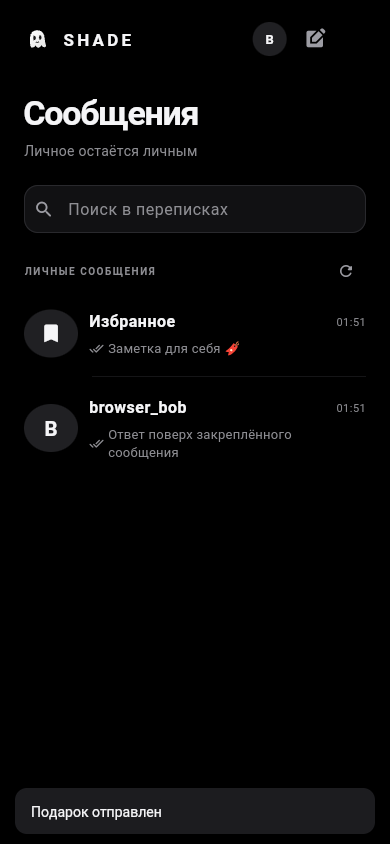 SHADE
B
Сообщения
Личное остаётся личным
Поиск в переписках
ЛИЧНЫЕ СООБЩЕНИЯ
Избранное
01:51
Заметка для себя 🧨
browser_bob
01:51
B
Ответ поверх закреплённого
сообщения
Подарок отправлен